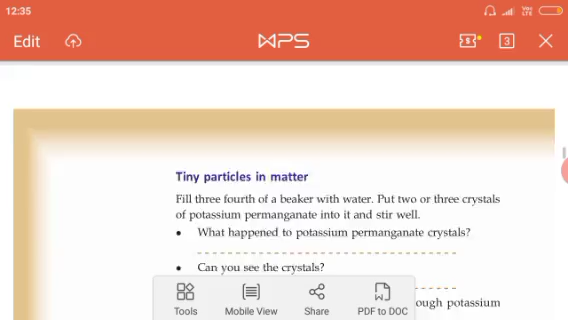 12:35
Vo LTE
Edit
WPS
3
Tiny particles in matter
Fill three fourth of a beaker with water. Put two or three crystals
of potassium permanganate into it and stir well.
• What happened to potassium permanganate crystals?
• Can you see the crystals?
ough potassium
Tools
Mobile View
Share
PDF to DOC